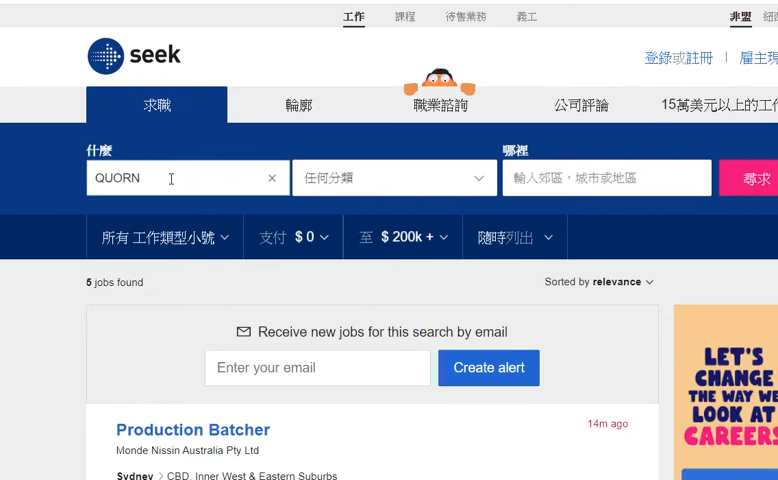 工作 課程 待售業務 義工 非盟
seek 登錄或註冊 | 雇主現
求職 輪廓 職業諮詢 公司評論 15萬美元以上的工作
什麼 哪裡
QUORN × 任何分類 輸入郊區，城市或地區 尋求
所有 工作類型小號 支付 $ 0 至 $ 200k + 隨時列出
5 jobs found Sorted by relevance
Receive new jobs for this search by email
Enter your email Create alert
LET'S
CHANGE
THE WAY WE
LOOK AT
CAREERS
Production Batcher 14m ago
Monde Nissin Australia Pty Ltd
Sydney > CBD, Inner West & Eastern Suburbs